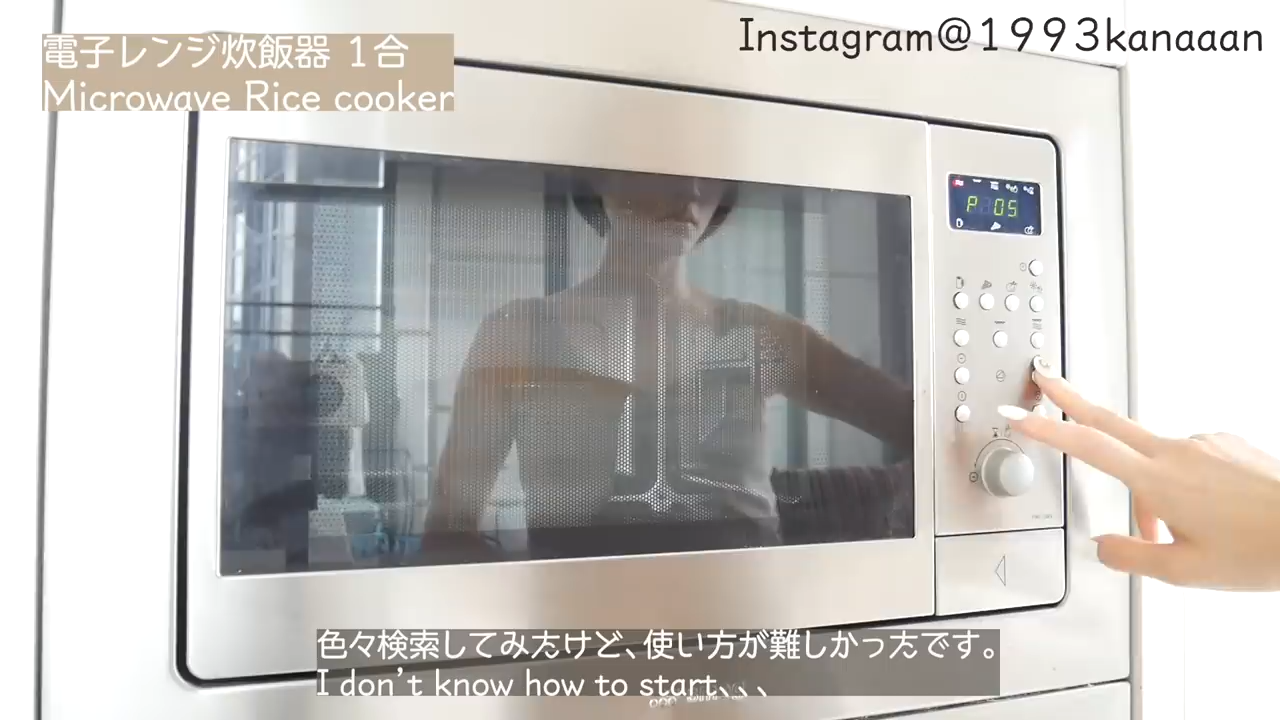 電子レンジ炊飯器 1合
Microwave Rice cooker
Instagram@1993kanaaan
P 05
色々検索してみたけど、使い方が難しかったです。
I don't know how to start、、、